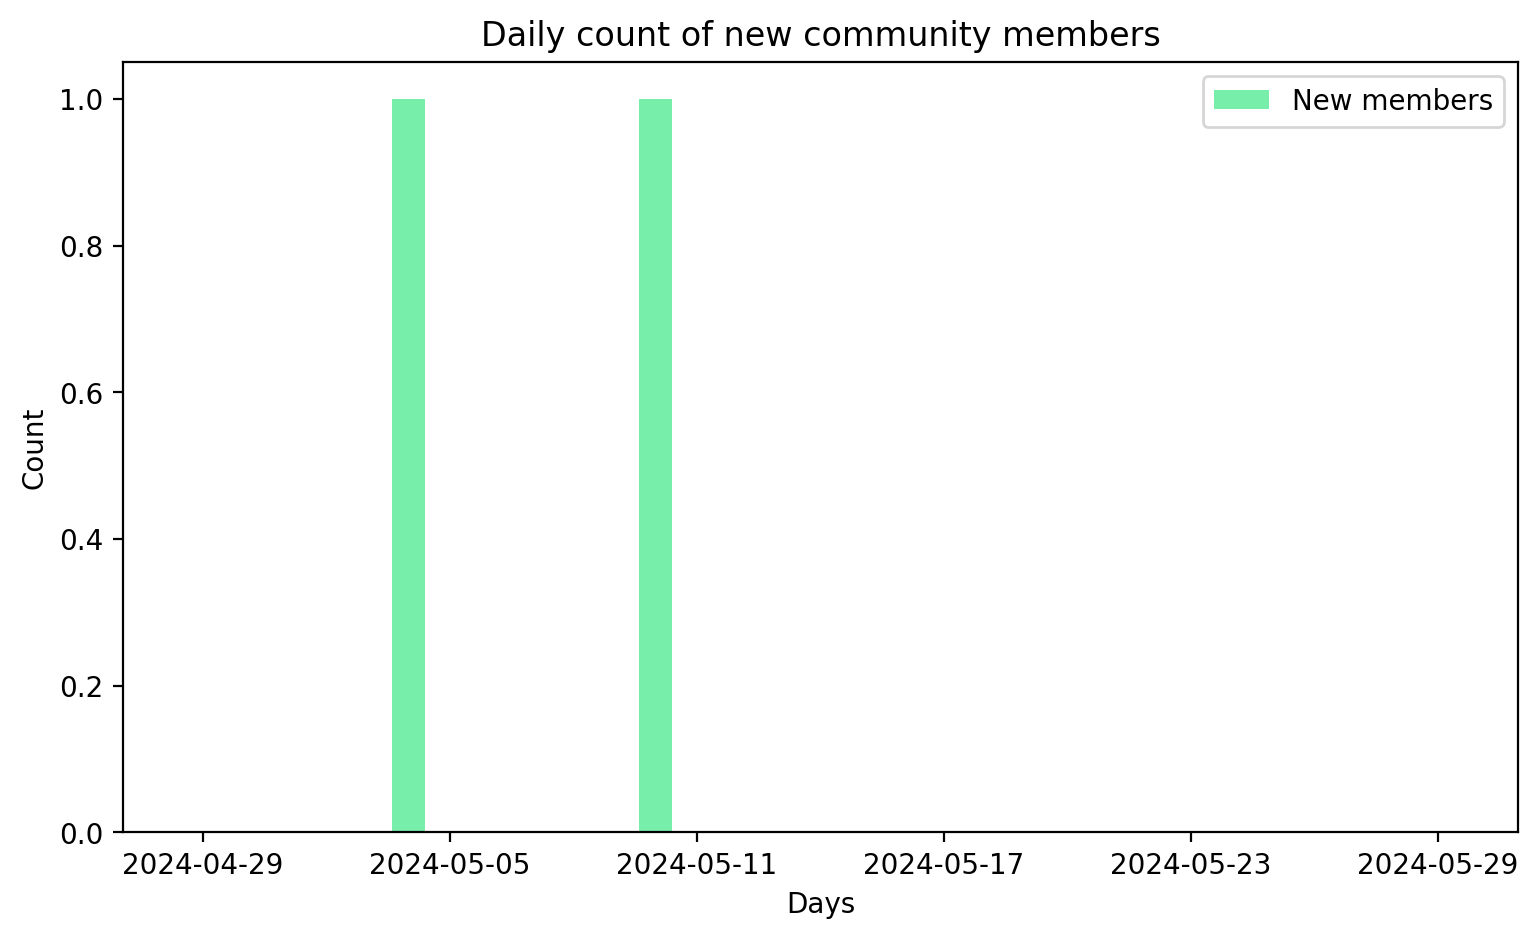 Daily count of new community members
New members
1.0
0.8
0.6
0.4
0.2
0.0
Count
2024-04-29 2024-05-05 2024-05-11 2024-05-17 2024-05-23 2024-05-29
Days